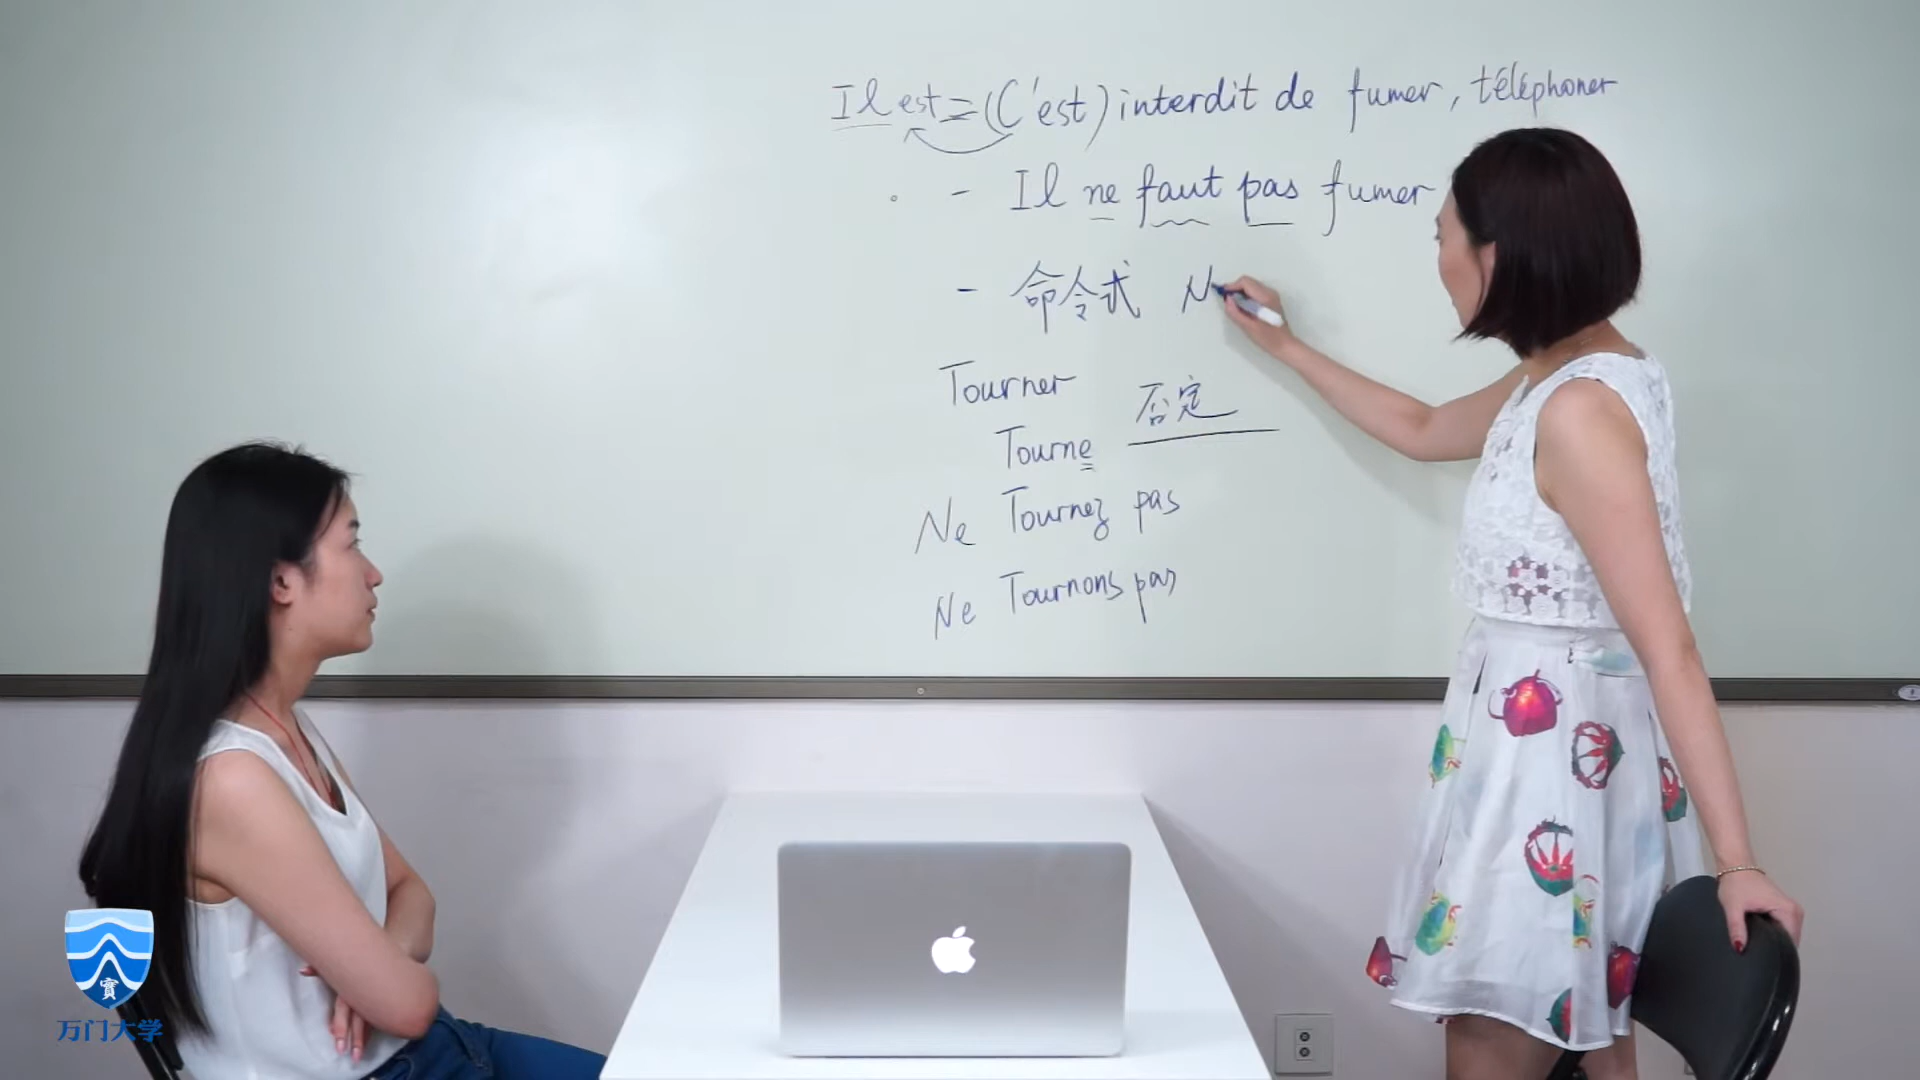 Il est = (C'est) interdit de fumer, téléphoner
- Il ne faut pas fumer
- 命令式 N
Tourner
否定
Tourne
Ne Tournez pas
Ne Tournons pas
實
万门大学